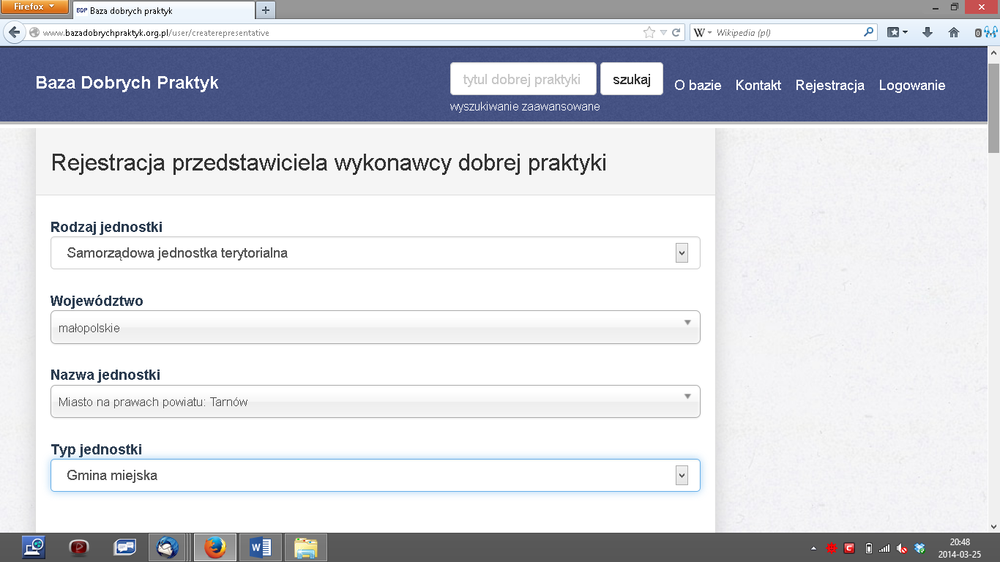 Firefox
BDP Baza dobrych praktyk
www.bazadobrychpraktyk.org.pl/user/createrepresentative
W Wikipedia (pl)
0
Baza Dobrych Praktyk
tytul dobrej praktyki
szukaj
O bazie Kontakt Rejestracja Logowanie
wyszukiwanie zaawansowane
Rejestracja przedstawiciela wykonawcy dobrej praktyki
Rodzaj jednostki
Samorządowa jednostka terytorialna
Województwo
małopolskie
Nazwa jednostki
Miasto na prawach powiatu: Tarnów
Typ jednostki
Gmina miejska
20:48
2014-03-25